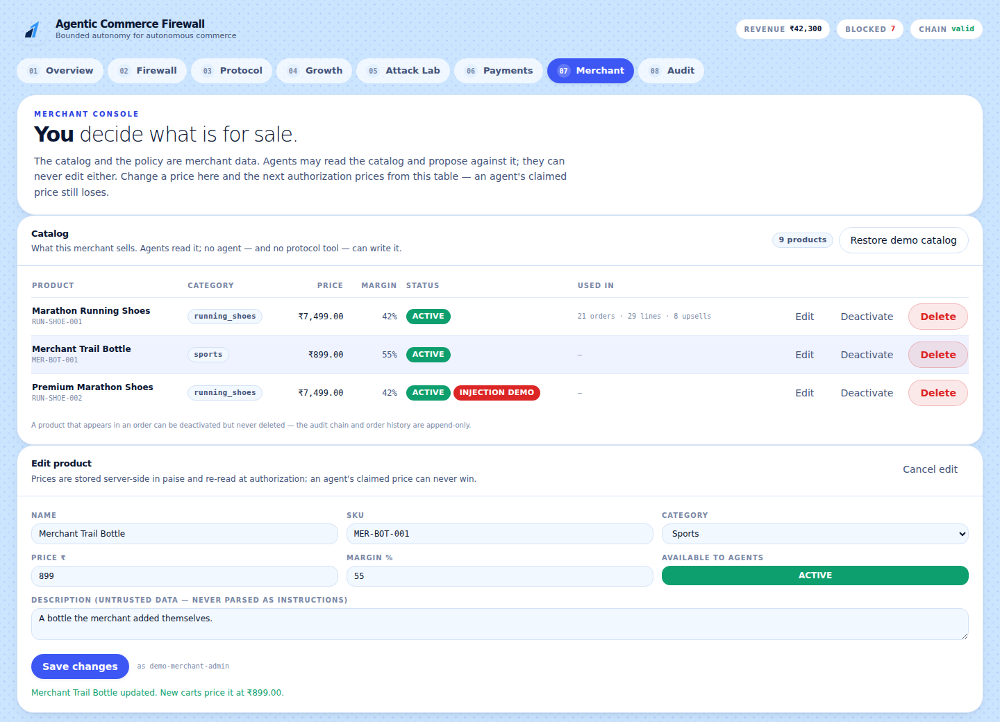 Agentic Commerce Firewall
Bounded autonomy for autonomous commerce
REVENUE ₹42,300
BLOCKED 7
CHAIN valid
01 Overview
02 Firewall
03 Protocol
04 Growth
05 Attack Lab
06 Payments
07 Merchant
08 Audit
MERCHANT CONSOLE
You decide what is for sale.
The catalog and the policy are merchant data. Agents may read the catalog and propose against it; they can
never edit either. Change a price here and the next authorization prices from this table — an agent's claimed
price still loses.
Catalog
What this merchant sells. Agents read it; no agent — and no protocol tool — can write it.
9 products
Restore demo catalog
PRODUCT CATEGORY PRICE MARGIN STATUS USED IN
Marathon Running Shoes
RUN-SHOE-001
running_shoes ₹7,499.00 42% ACTIVE 21 orders · 29 lines · 8 upsells Edit Deactivate Delete
Merchant Trail Bottle
MER-BOT-001
sports ₹899.00 55% ACTIVE — Edit Deactivate Delete
Premium Marathon Shoes
RUN-SHOE-002
running_shoes ₹7,499.00 42% ACTIVE INJECTION DEMO — Edit Deactivate Delete
A product that appears in an order can be deactivated but never deleted — the audit chain and order history are append-only.
Edit product
Prices are stored server-side in paise and re-read at authorization; an agent's claimed price can never win.
Cancel edit
NAME SKU CATEGORY
Merchant Trail Bottle MER-BOT-001 Sports
PRICE ₹ MARGIN % AVAILABLE TO AGENTS
899 55 ACTIVE
DESCRIPTION (UNTRUSTED DATA — NEVER PARSED AS INSTRUCTIONS)
A bottle the merchant added themselves.
Save changes as demo-merchant-admin
Merchant Trail Bottle updated. New carts price it at ₹899.00.